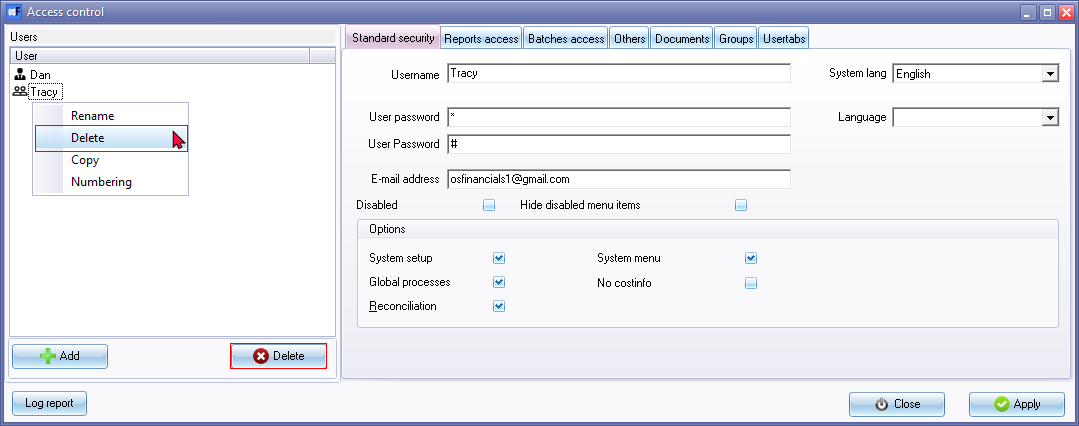 Access control
Users
User
Dan
Tracy
Rename
Delete
Copy
Numbering
Add
Delete
Standard security
Reports access
Batches access
Others
Documents
Groups
Usertabs
Username
Tracy
System lang
English
User password
*
Language
User Password
#
E-mail address
osfinancials1@gmail.com
Disabled
Hide disabled menu items
Options
System setup
System menu
Global processes
No costinfo
Reconciliation
Log report
Close
Apply